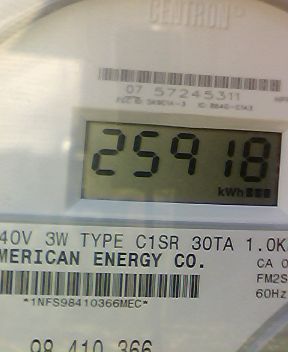 CENTRON®
07 57245311
25918
kWh
40V 3W TYPE C1SR 30TA 1.0K
MERICAN ENERGY CO.
CA 0
FM2S
60Hz
*1NFS98410366MEC*
98 410 366